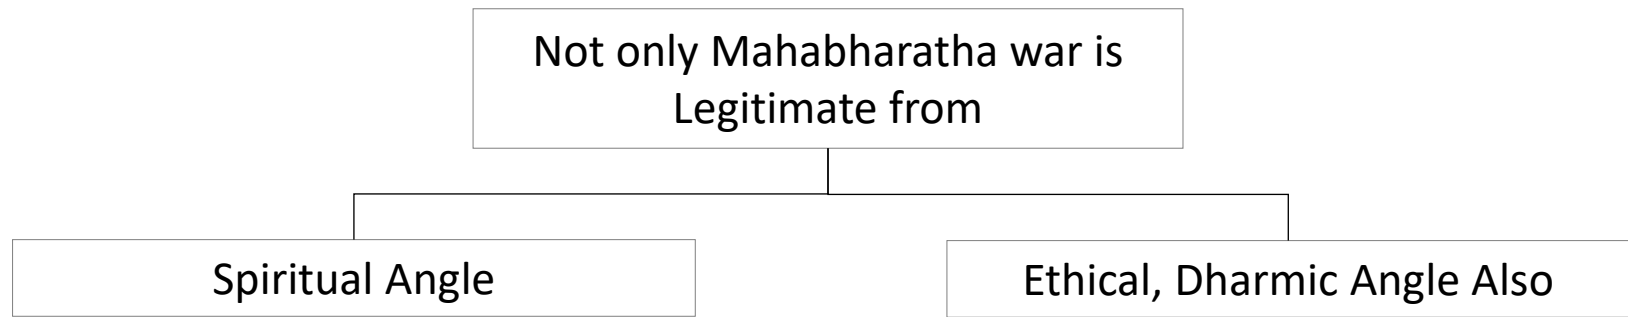 Not only Mahabharatha war is
Legitimate from
Spiritual Angle
Ethical, Dharmic Angle Also